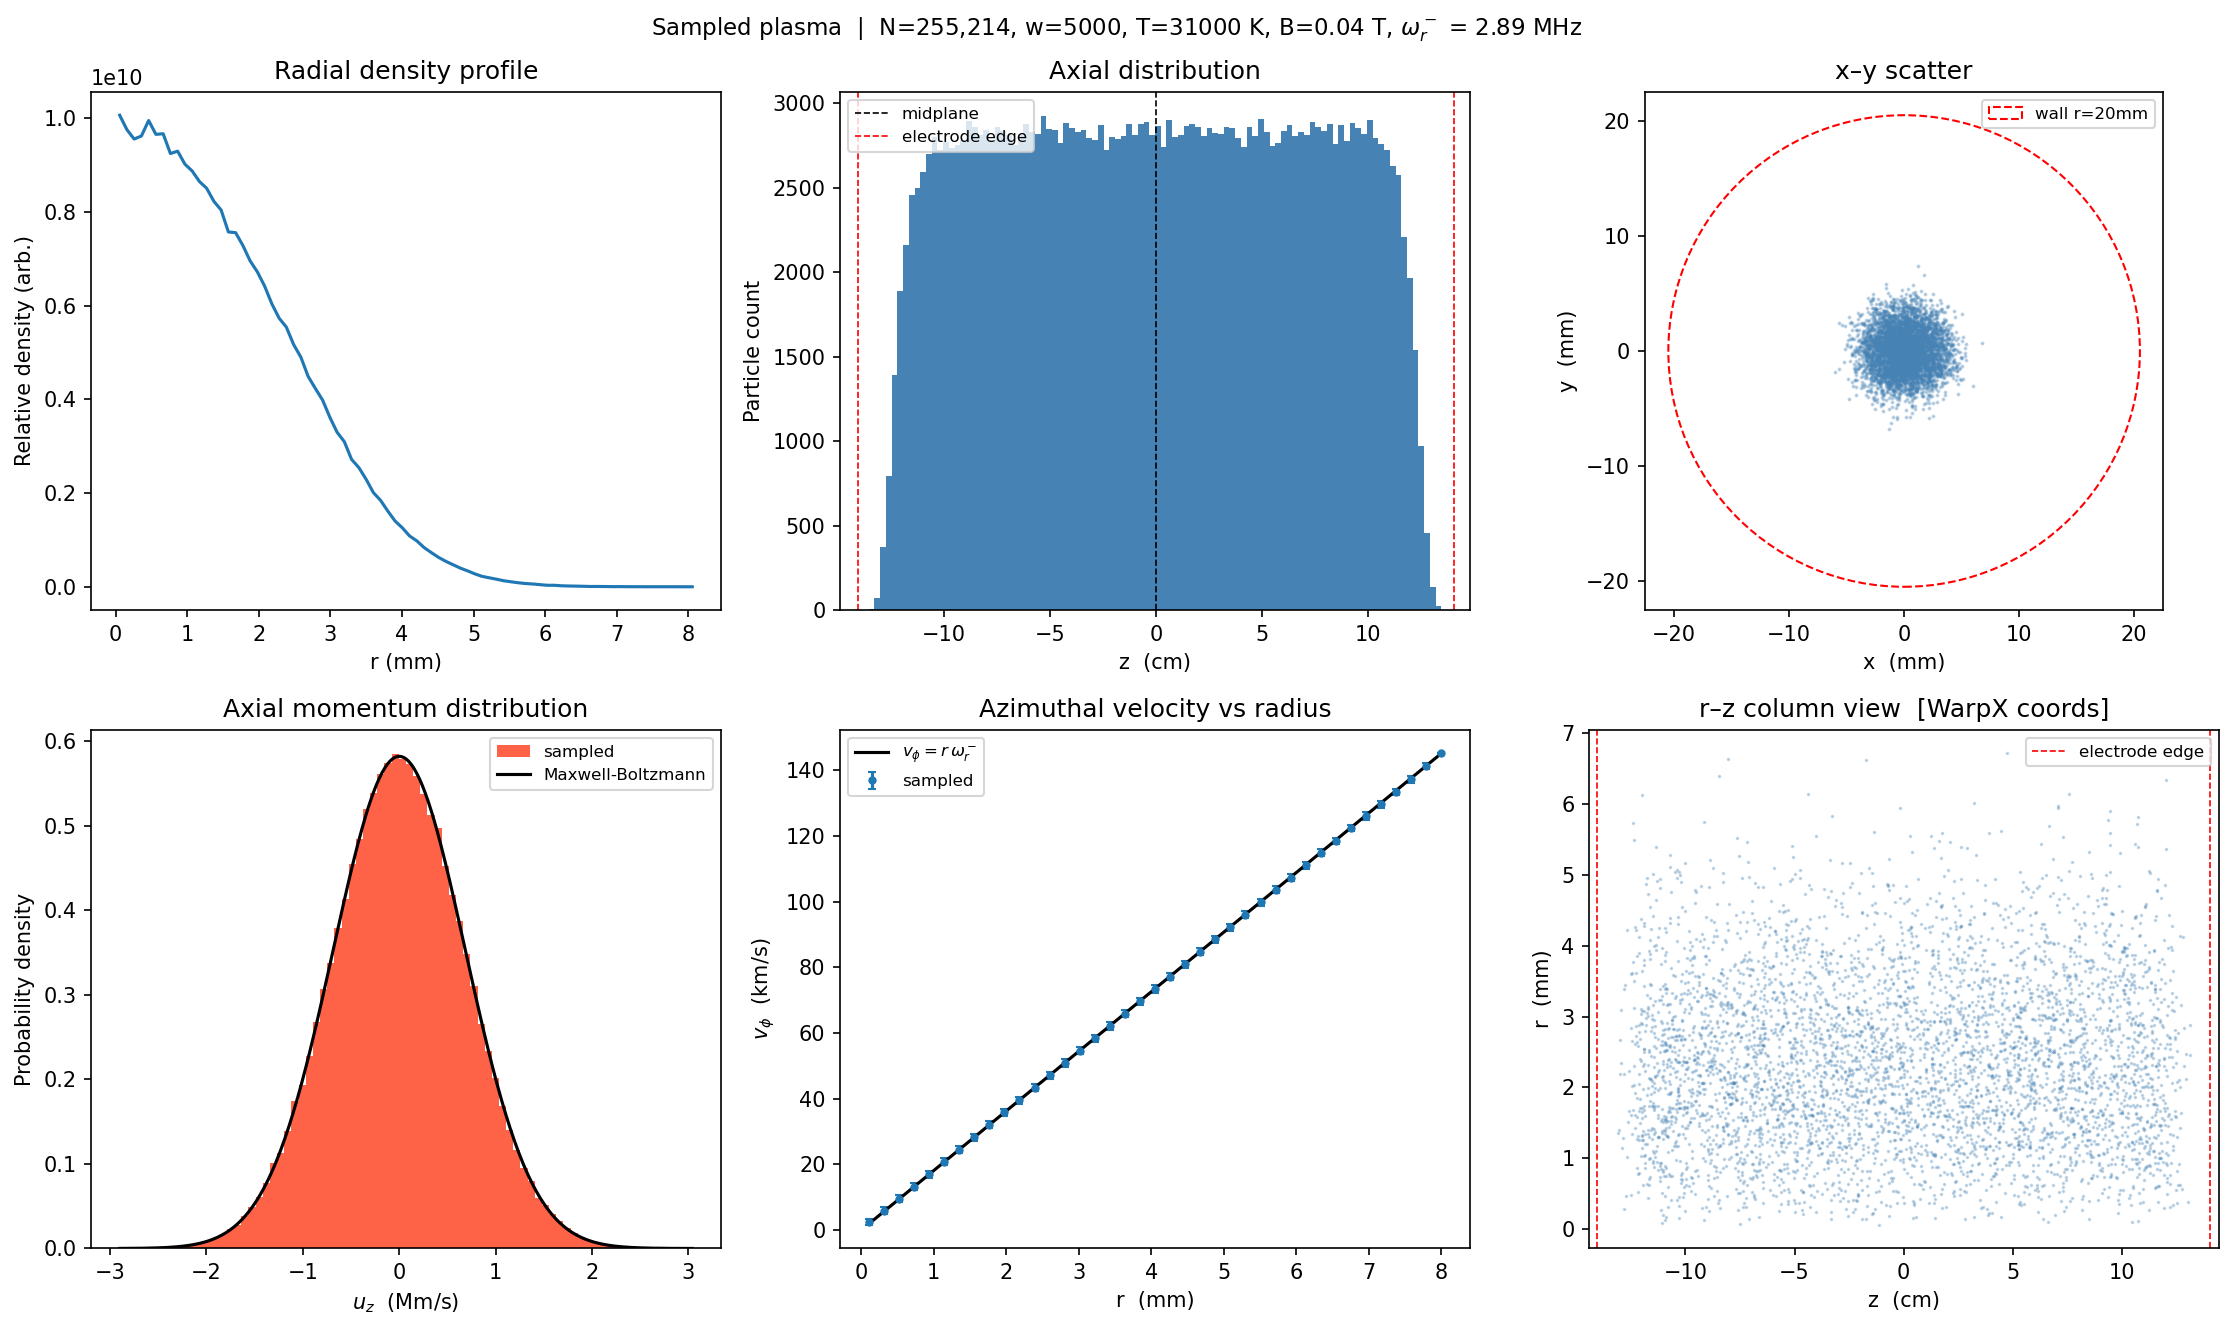 Sampled plasma | N=255,214, w=5000, T=31000 K, B=0.04 T, ωr− = 2.89 MHz
Radial density profile
1e10
1.0
0.8
0.6
0.4
0.2
0.0
Relative density (arb.)
0 1 2 3 4 5 6 7 8
r (mm)
Axial distribution
midplane
electrode edge
3000
2500
2000
1500
1000
500
0
Particle count
−10 −5 0 5 10
z (cm)
x–y scatter
wall r=20mm
20
10
0
−10
−20
y (mm)
−20 −10 0 10 20
x (mm)
Axial momentum distribution
sampled
Maxwell-Boltzmann
0.6
0.5
0.4
0.3
0.2
0.1
0.0
Probability density
−3 −2 −1 0 1 2 3
uz (Mm/s)
Azimuthal velocity vs radius
vϕ = r ωr−
sampled
140
120
100
80
60
40
20
0
vϕ (km/s)
0 1 2 3 4 5 6 7 8
r (mm)
r–z column view [WarpX coords]
electrode edge
7
6
5
4
3
2
1
0
r (mm)
−10 −5 0 5 10
z (cm)